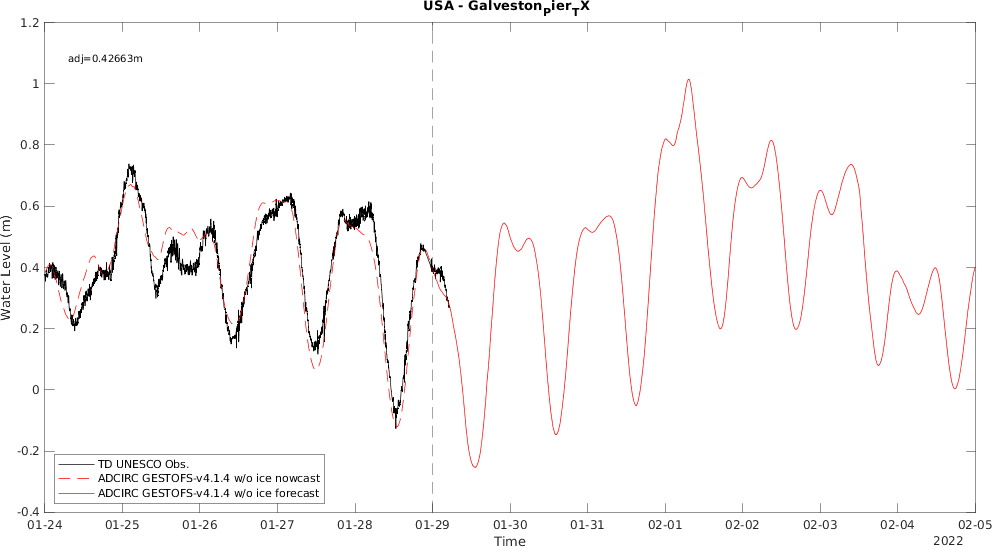 USA - Galveston_Pier_TX
1.2
adj=0.42663m
1
0.8
0.6
0.4
0.2
0
-0.2
-0.4
Water Level (m)
TD UNESCO Obs.
ADCIRC GESTOFS-v4.1.4 w/o ice nowcast
ADCIRC GESTOFS-v4.1.4 w/o ice forecast
01-24 01-25 01-26 01-27 01-28 01-29 01-30 01-31 02-01 02-02 02-03 02-04 02-05
Time
2022